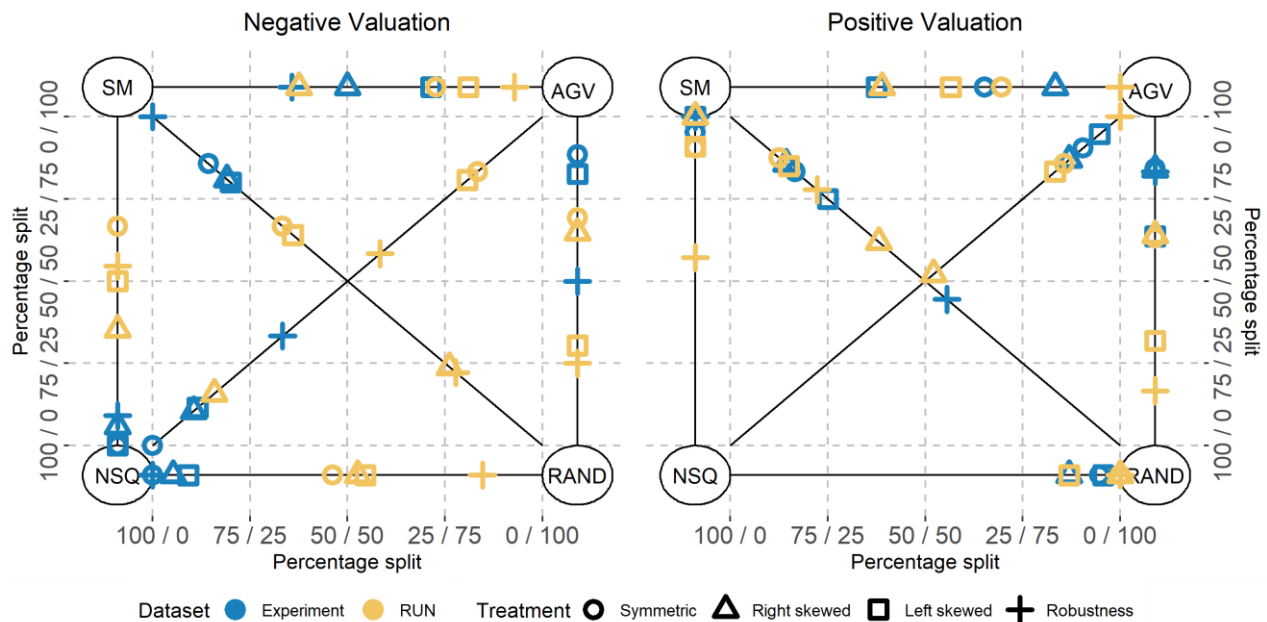 Negative Valuation
Positive Valuation
SM
AGV
NSQ
RAND
SM
AGV
NSQ
RAND
Percentage split
100 / 0
75 / 25
50 / 50
25 / 75
0 / 100
100 / 0
75 / 25
50 / 50
25 / 75
0 / 100
Percentage split
100 / 0
75 / 25
50 / 50
25 / 75
0 / 100
Percentage split
100 / 0
75 / 25
50 / 50
25 / 75
0 / 100
Percentage split
Dataset Experiment RUN Treatment Symmetric Right skewed Left skewed Robustness